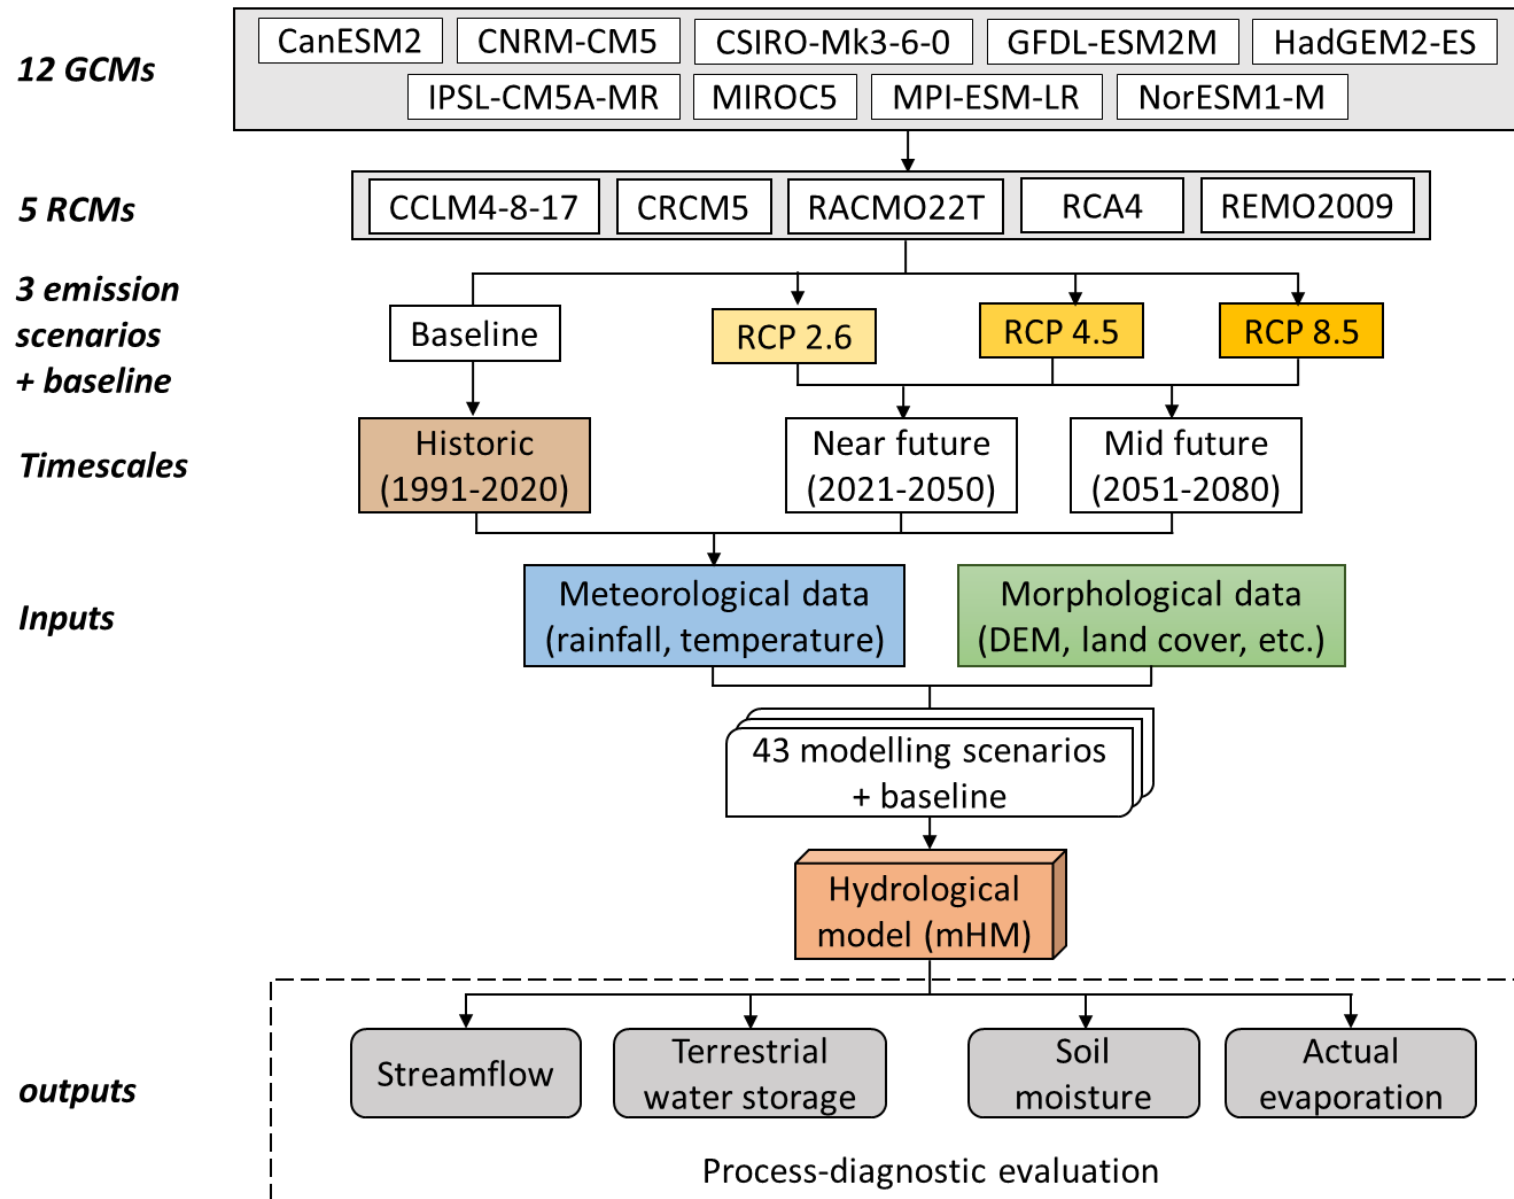 12 GCMs
CanESM2
CNRM-CM5
CSIRO-Mk3-6-0
GFDL-ESM2M
HadGEM2-ES
IPSL-CM5A-MR
MIROC5
MPI-ESM-LR
NorESM1-M
5 RCMs
CCLM4-8-17
CRCM5
RACMO22T
RCA4
REMO2009
3 emission
scenarios
+ baseline
Baseline
RCP 2.6
RCP 4.5
RCP 8.5
Timescales
Historic
(1991-2020)
Near future
(2021-2050)
Mid future
(2051-2080)
Inputs
Meteorological data
(rainfall, temperature)
Morphological data
(DEM, land cover, etc.)
43 modelling scenarios
+ baseline
Hydrological
model (mHM)
outputs
Streamflow
Terrestrial
water storage
Soil
moisture
Actual
evaporation
Process-diagnostic evaluation